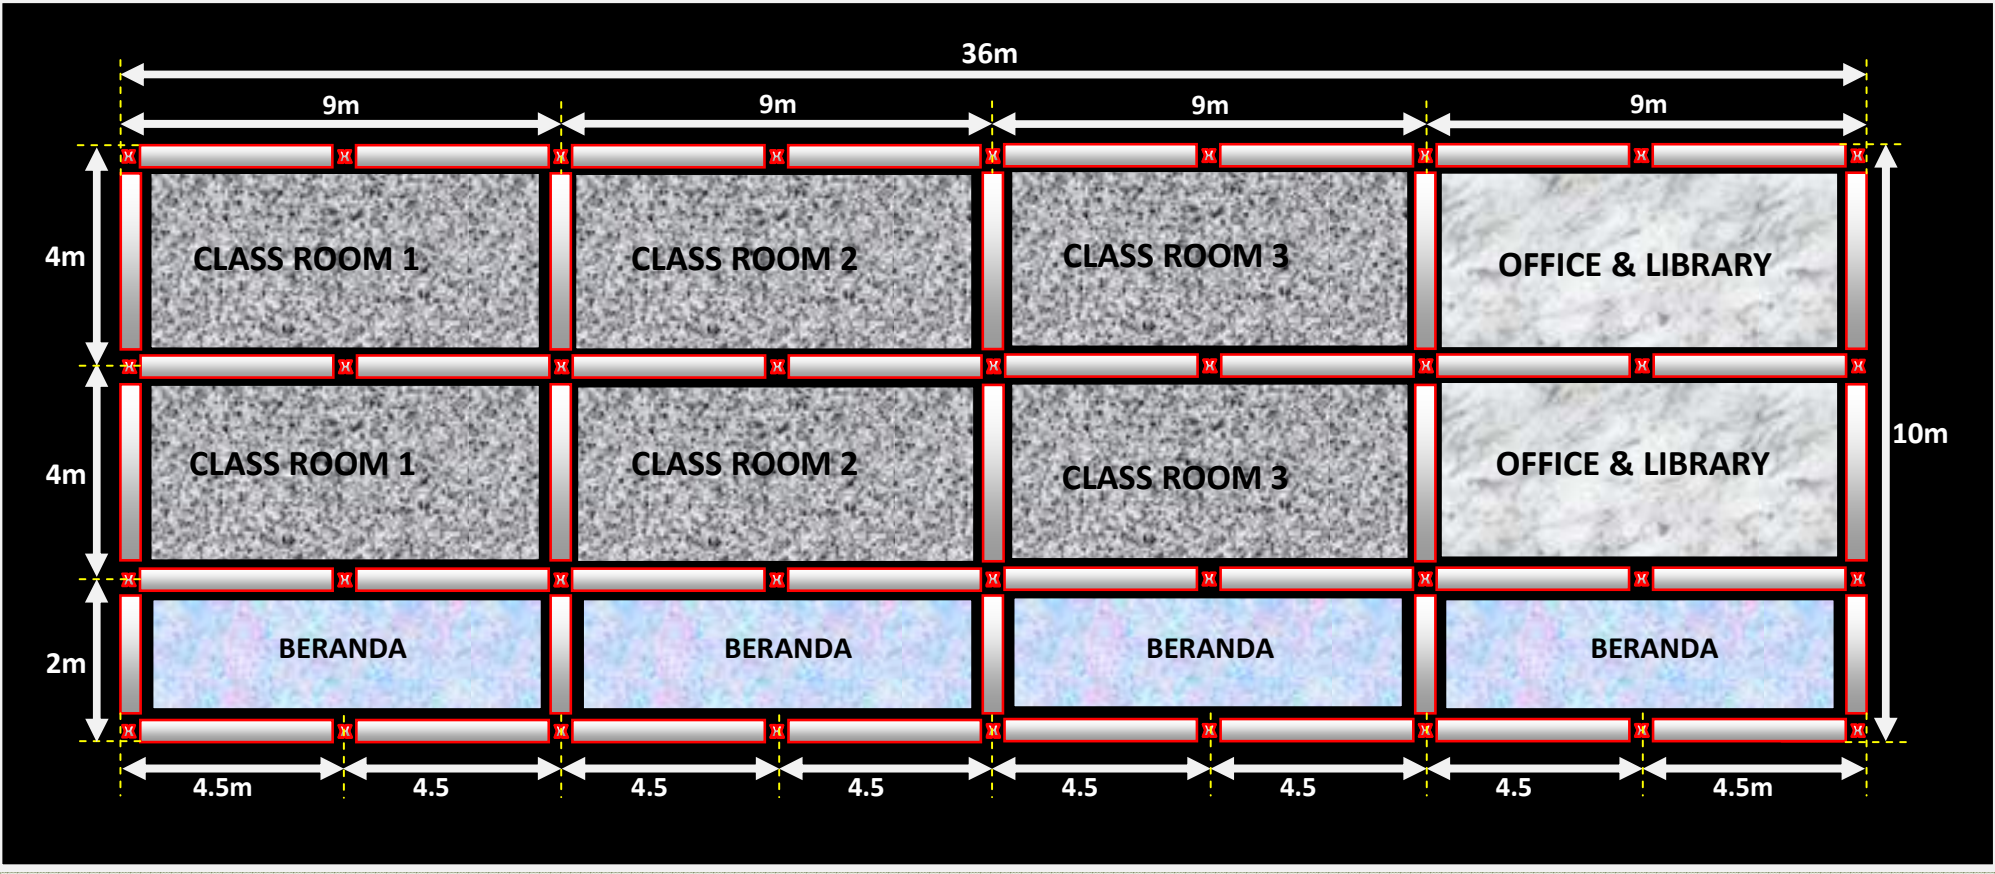 36m
9m
9m
9m
9m
4m
CLASS ROOM 1
CLASS ROOM 2
CLASS ROOM 3
OFFICE & LIBRARY
10m
4m
CLASS ROOM 1
CLASS ROOM 2
CLASS ROOM 3
OFFICE & LIBRARY
2m
BERANDA
BERANDA
BERANDA
BERANDA
4.5m
4.5
4.5
4.5
4.5
4.5
4.5
4.5m